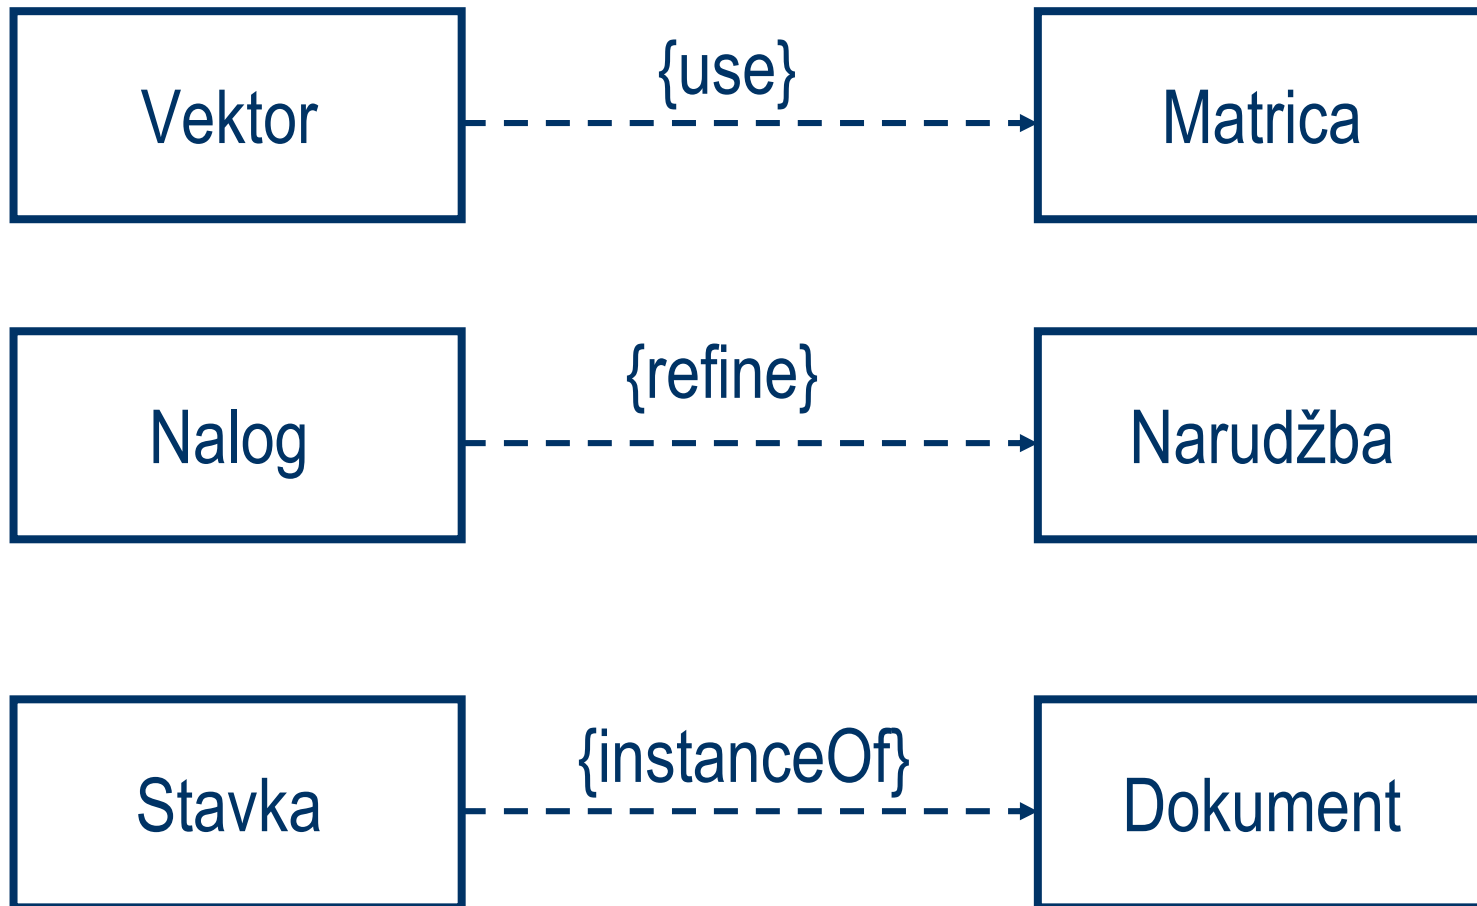 Vektor {use} Matrica
Nalog {refine} Narudžba
Stavka {instanceOf} Dokument